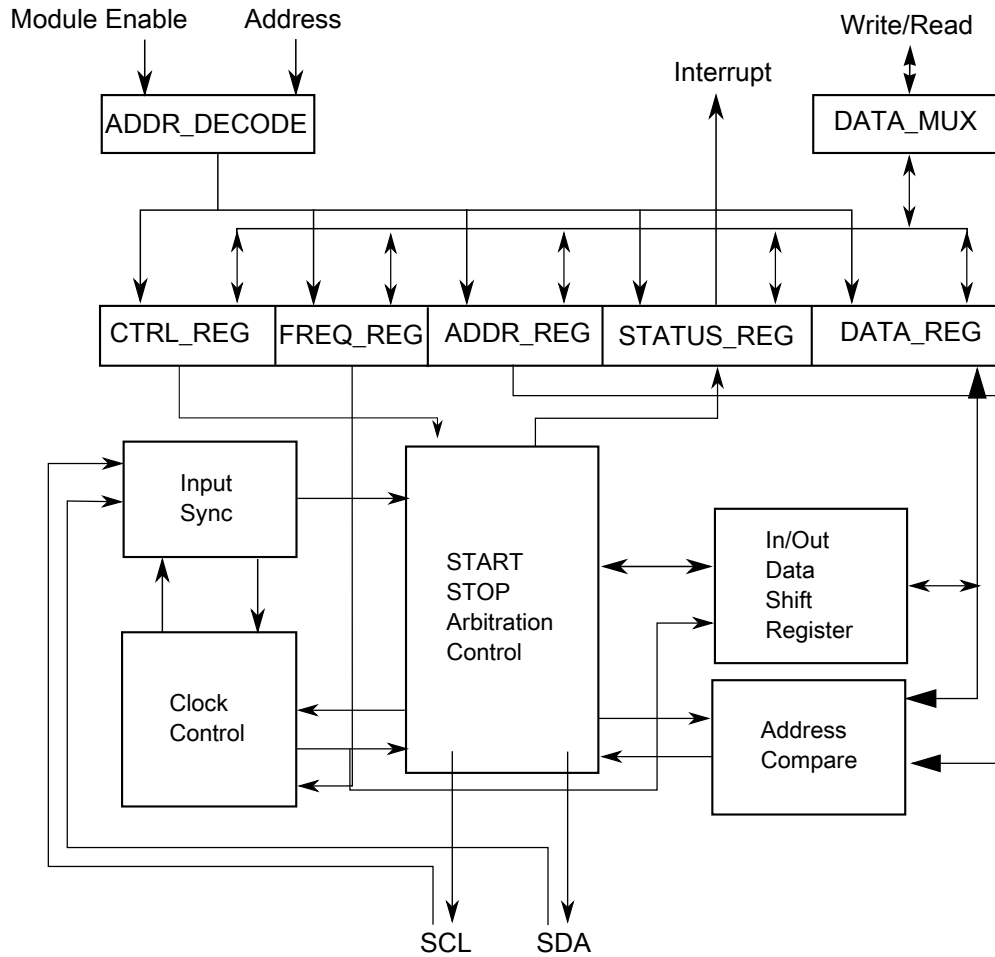 Module Enable
Address
Write/Read
Interrupt
ADDR_DECODE
DATA_MUX
CTRL_REG
FREQ_REG
ADDR_REG
STATUS_REG
DATA_REG
Input
Sync
START
STOP
Arbitration
Control
In/Out
Data
Shift
Register
Clock
Control
Address
Compare
SCL
SDA